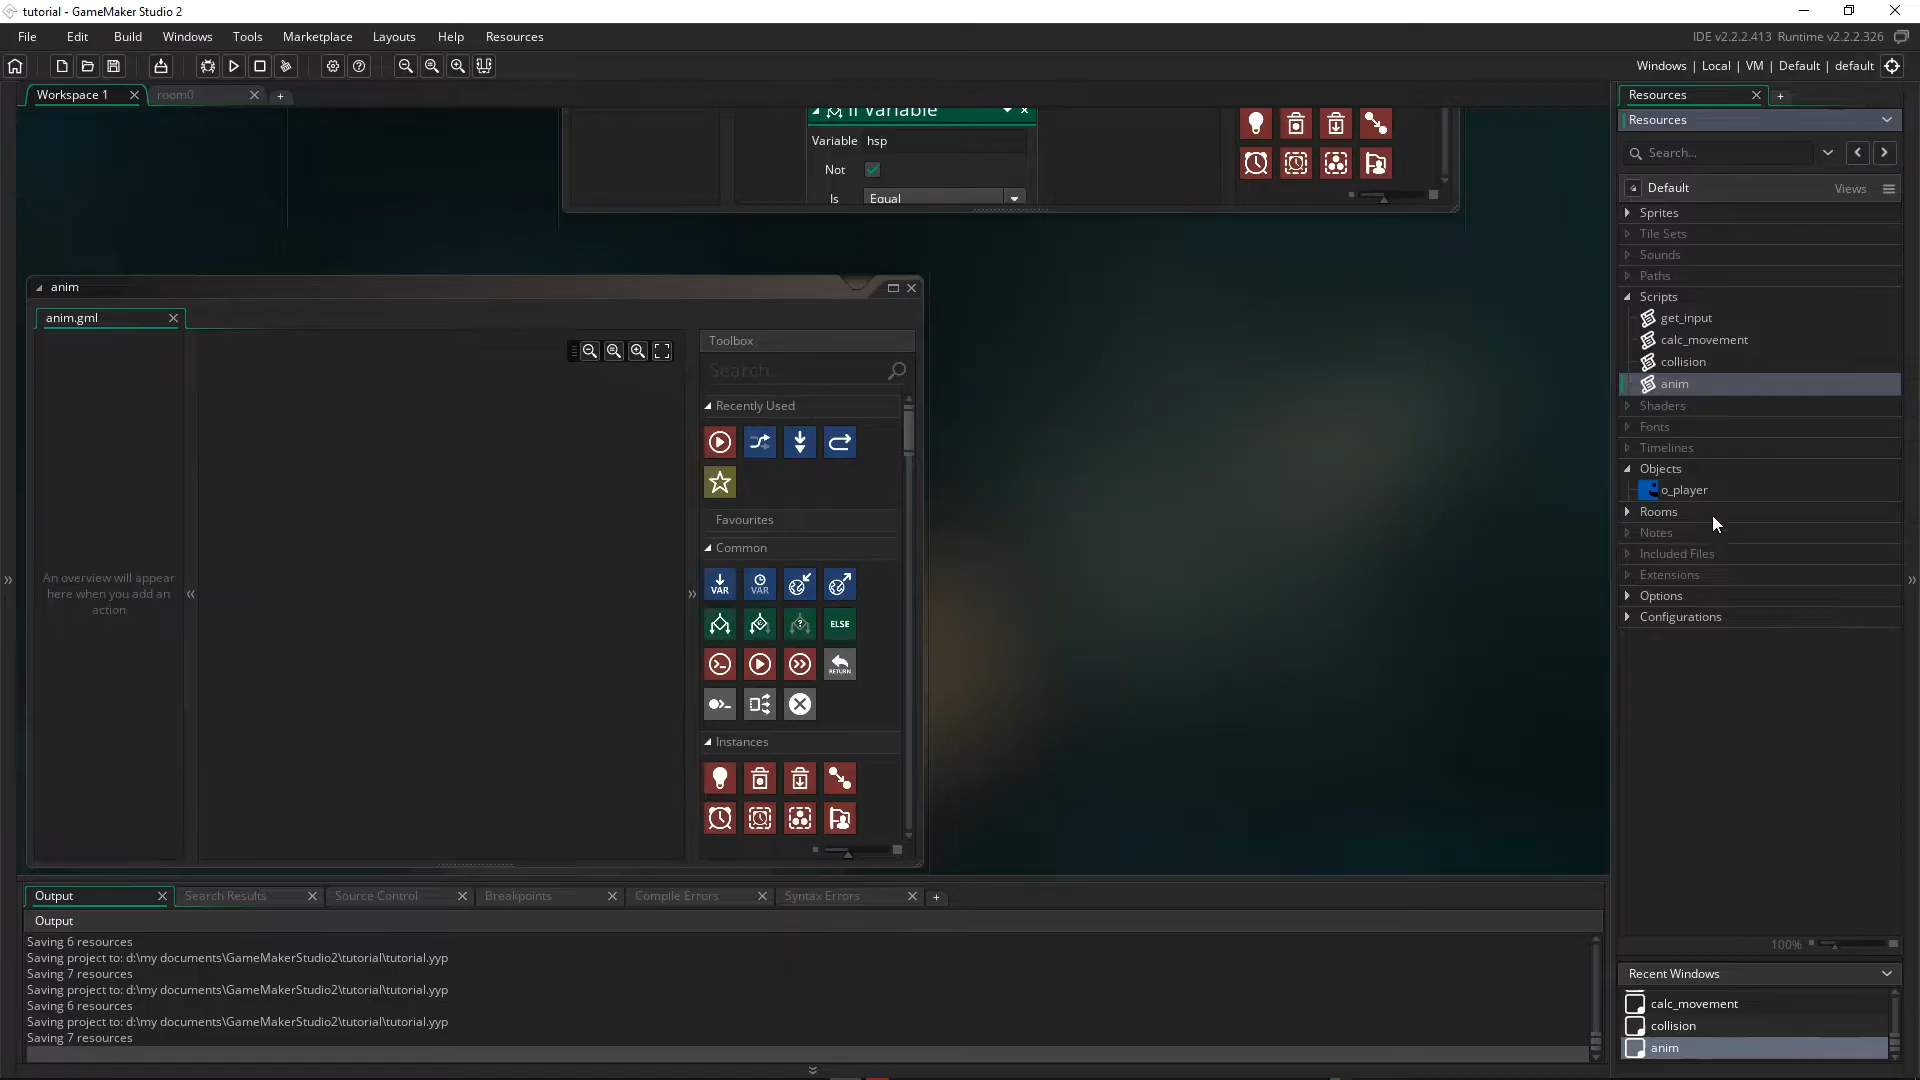 tutorial - GameMaker Studio 2
File Edit Build Windows Tools Marketplace Layouts Help Resources
IDE v2.2.2.413 Runtime v2.2.2.326
Windows | Local | VM | Default | default
Workspace 1
room0
Resources
Resources
Search...
Default
Views
Sprites
Tile Sets
Sounds
Paths
Scripts
get_input
calc_movement
collision
anim
Shaders
Fonts
Timelines
Objects
o_player
Rooms
Notes
Included Files
Extensions
Options
Configurations
100%
Recent Windows
calc_movement
collision
anim
If Variable
Variable hsp
Not
Is Equal
anim
anim.gml
An overview will appear
here when you add an
action
Toolbox
Search...
Recently Used
Favourites
Common
VAR
VAR
ELSE
RETURN
Instances
Output Search Results Source Control Breakpoints Compile Errors Syntax Errors
Output
Saving 6 resources
Saving project to: d:\my documents\GameMakerStudio2\tutorial\tutorial.yyp
Saving 7 resources
Saving project to: d:\my documents\GameMakerStudio2\tutorial\tutorial.yyp
Saving 6 resources
Saving project to: d:\my documents\GameMakerStudio2\tutorial\tutorial.yyp
Saving 7 resources